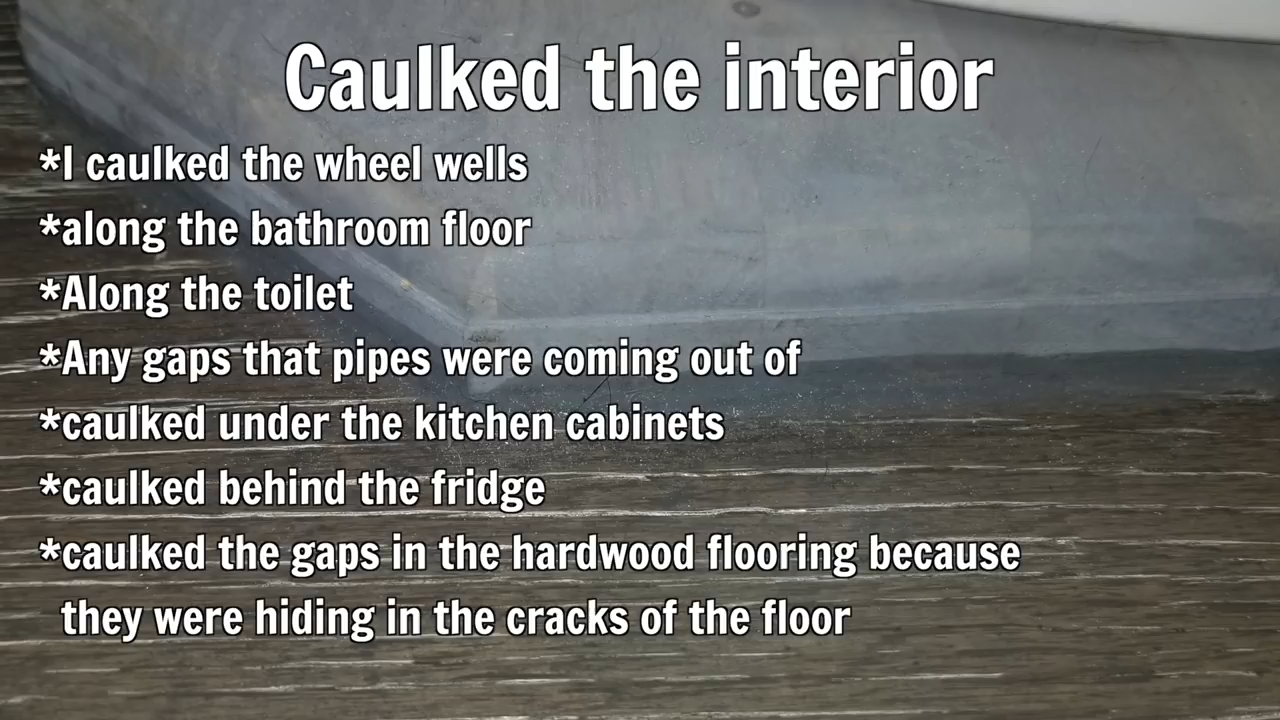 Caulked the interior
*I caulked the wheel wells
*along the bathroom floor
*Along the toilet
*Any gaps that pipes were coming out of
*caulked under the kitchen cabinets
*caulked behind the fridge
*caulked the gaps in the hardwood flooring because
they were hiding in the cracks of the floor